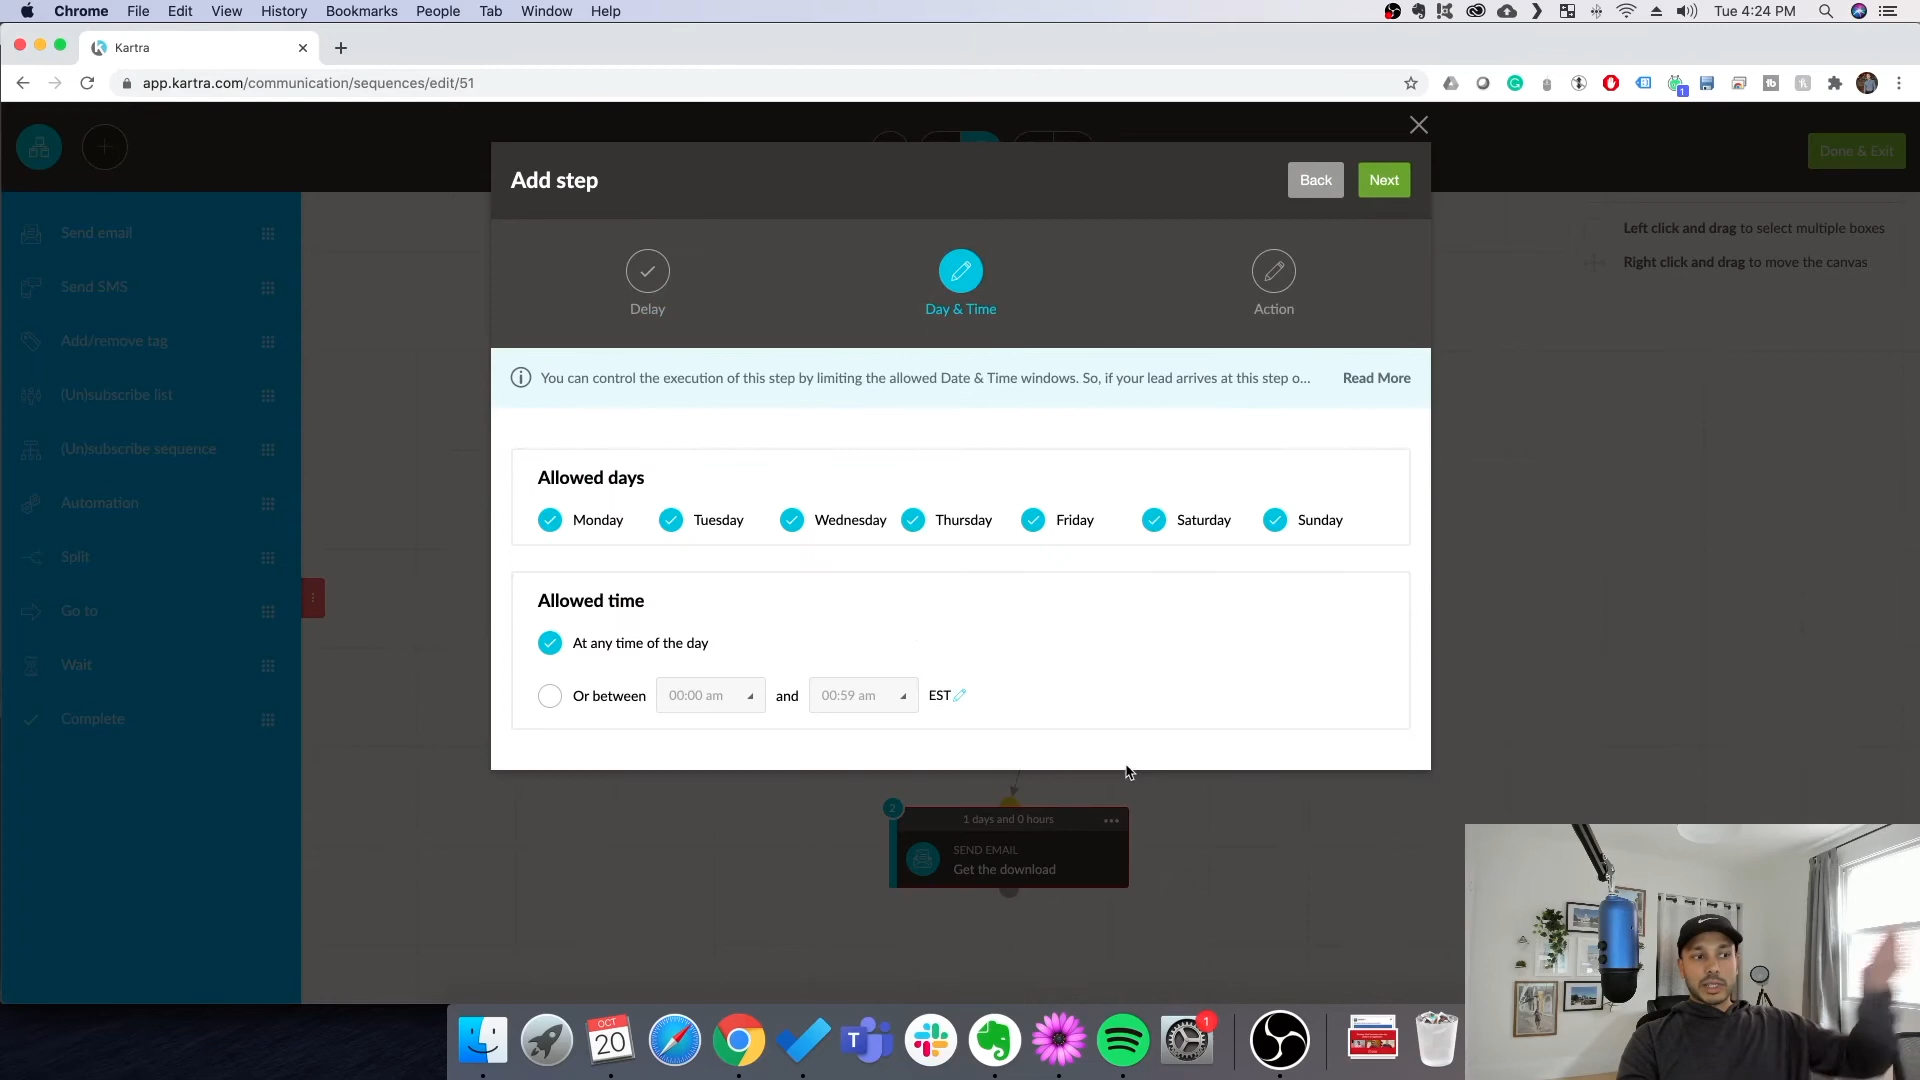 Chrome File Edit View History Bookmarks People Tab Window Help
Tue 4:24 PM
Kartra
app.kartra.com/communication/sequences/edit/51
1
Done & Exit
Add step
Back
Next
Left click and drag to select multiple boxes
Right click and drag to move the canvas
Send email
Send SMS
Add/remove tag
(Un)subscribe list
(Un)subscribe sequence
Automation
Split
Go to
Wait
Complete
Delay
Day & Time
Action
You can control the execution of this step by limiting the allowed Date & Time windows. So, if your lead arrives at this step o...
Read More
Allowed days
Monday Tuesday Wednesday Thursday Friday Saturday Sunday
Allowed time
At any time of the day
Or between 00:00 am and 00:59 am EST
2
1 days and 0 hours
SEND EMAIL
Get the download
OCT
20
T
1